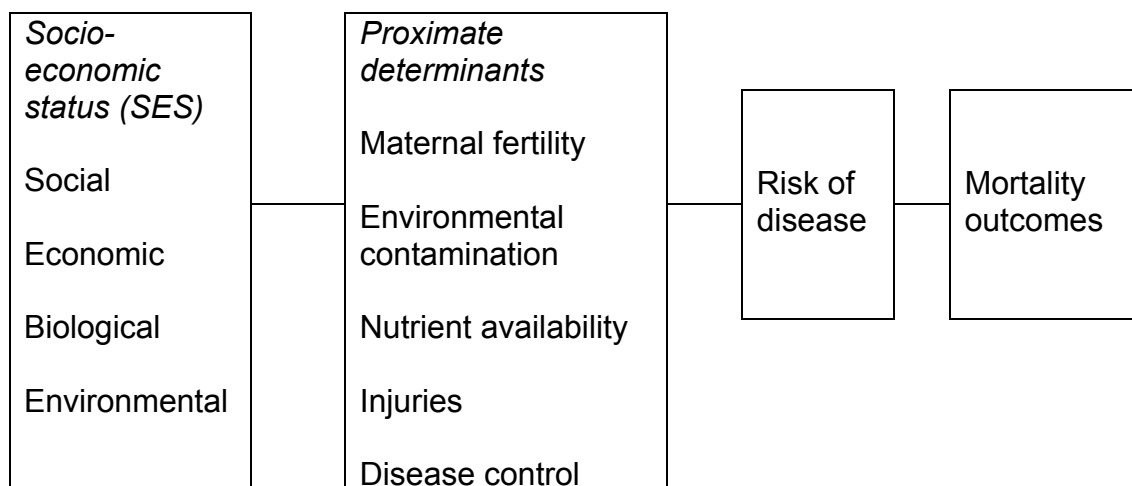 Socio-
economic
status (SES)
Social
Economic
Biological
Environmental
Proximate
determinants
Maternal fertility
Environmental
contamination
Nutrient availability
Injuries
Disease control
Risk of
disease
Mortality
outcomes